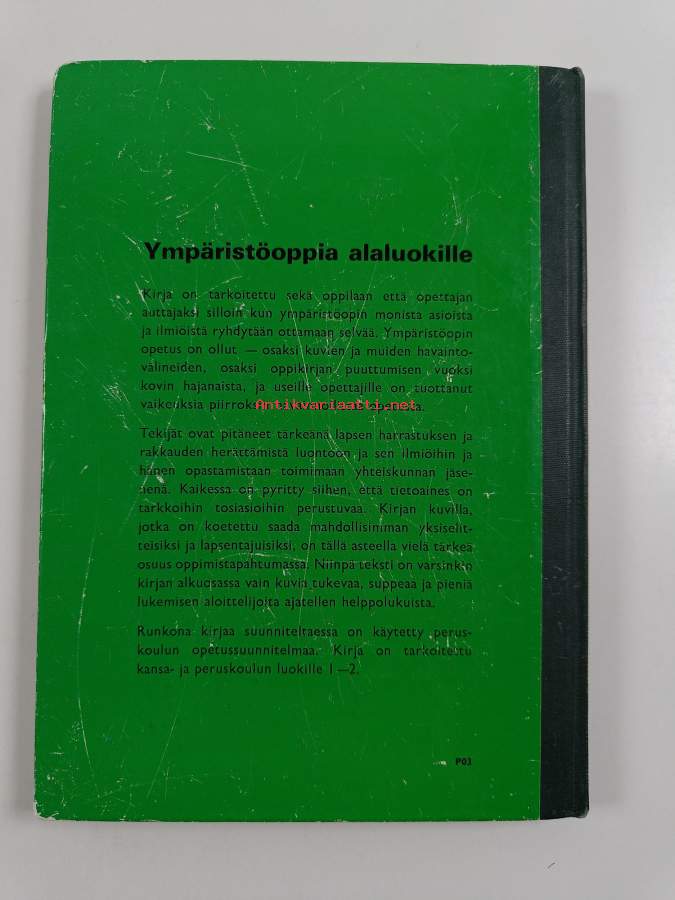 Ympäristöoppia alaluokille
Kirja on tarkoitettu sekä oppilaan että opettajan
auttajaksi silloin kun ympäristöopin monista asioista
ja ilmiöistä ryhdytään ottamaan selvää. Ympäristöopin
opetus on ollut — osaksi kuvien ja muiden havainto-
välineiden, osaksi oppikirjan puuttumisen vuoksi
kovin hajanaista, ja useille opettajille on tuottanut
vaikeuksia
Antikvariaatti.net
Tekijät ovat pitäneet tärkeänä lapsen harrastuksen ja
rakkauden herättämistä luontoon ja sen ilmiöihin ja
hänen opastamistaan toimimaan yhteiskunnan jäse-
nenä. Kaikessa on pyritty siihen, että tietoaines on
tarkkoihin tosiasioihin perustuvaa. Kirjan kuvilla,
jotka on koetettu saada mahdollisimman yksiselit-
teisiksi ja lapsentajuisiksi, on tällä asteella vielä tärkeä
osuus oppimistapahtumassa. Niinpä teksti on varsinkin
kirjan alkuosassa vain kuvia tukevaa, suppeaa ja pieniä
lukemisen aloittelijoita ajatellen helppolukuista.
Runkona kirjaa suunniteltaessa on käytetty perus-
koulun opetussuunnitelmaa. Kirja on tarkoitettu
kansa- ja peruskoulun luokille 1—2.
P03